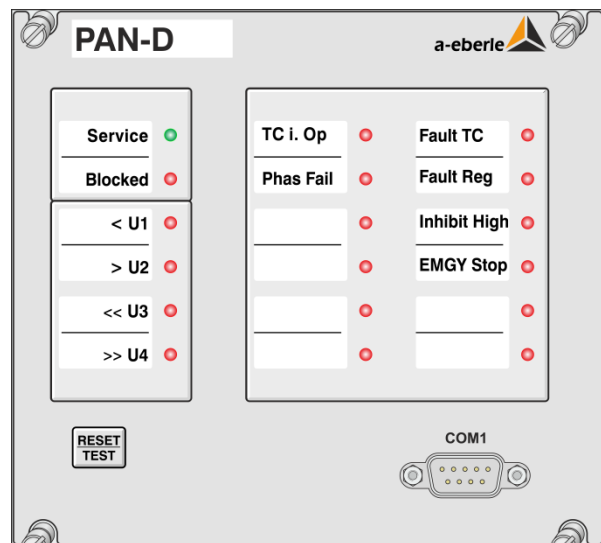 PAN-D
a-eberle
Service
Blocked
< U1
> U2
<< U3
>> U4
TC i. Op
Phas Fail
Fault TC
Fault Reg
Inhibit High
EMGY Stop
RESET
TEST
COM1